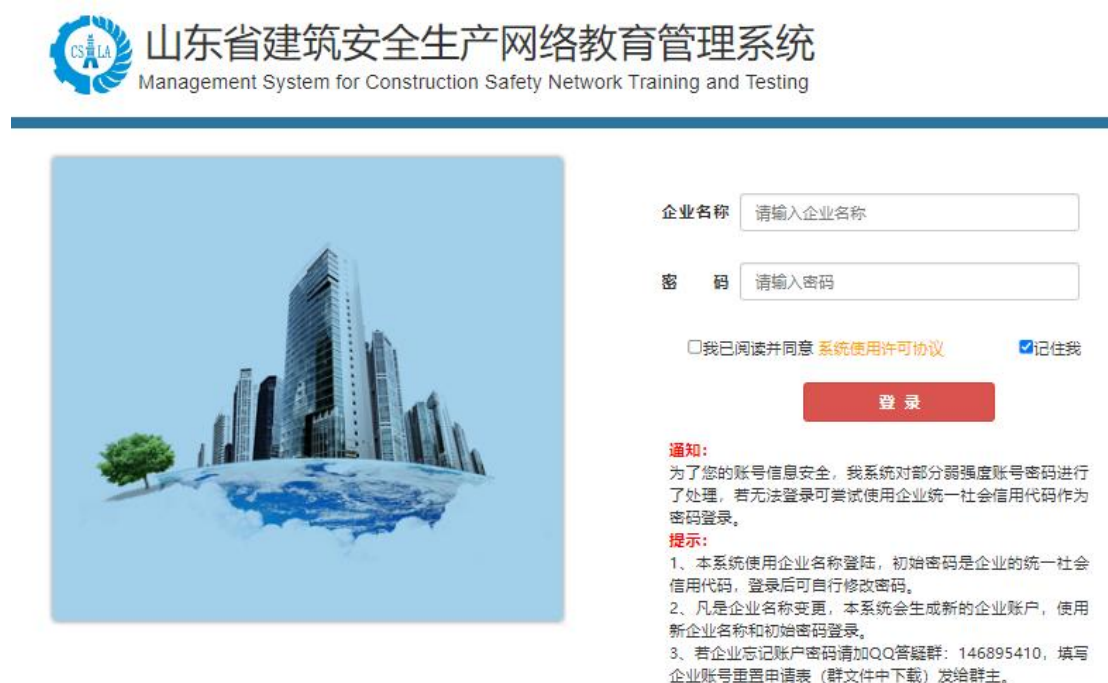 CSALA
山东省建筑安全生产网络教育管理系统
Management System for Construction Safety Network Training and Testing
企业名称 请输入企业名称
密 码 请输入密码
我已阅读并同意 系统使用许可协议 记住我
登 录
通知：
为了您的账号信息安全，我系统对部分弱强度账号密码进行
了处理，若无法登录可尝试使用企业统一社会信用代码作为
密码登录。
提示：
1、本系统使用企业名称登陆，初始密码是企业的统一社会
信用代码，登录后可自行修改密码。
2、凡是企业名称变更，本系统会生成新的企业账户，使用
新企业名称和初始密码登录。
3、若企业忘记账户密码请加QQ答疑群：146895410，填写
企业账号重置申请表（群文件中下载）发给群主。